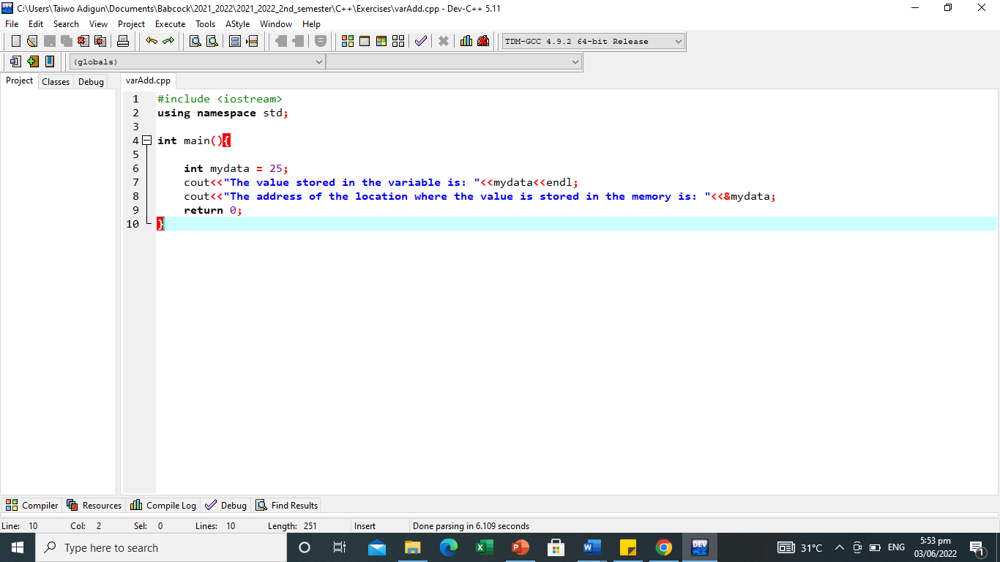 C:\Users\Taiwo Adigun\Documents\Babcock\2021_2022\2021_2022_2nd_semester\C++\Exercises\varAdd.cpp - Dev-C++ 5.11
File Edit Search View Project Execute Tools AStyle Window Help
TDM-GCC 4.9.2 64-bit Release
(globals)
Project Classes Debug varAdd.cpp
1 #include <iostream>
2 using namespace std;
3
4 int main(){
5
6 int mydata = 25;
7 cout<<"The value stored in the variable is: "<<mydata<<endl;
8 cout<<"The address of the location where the value is stored in the memory is: "<<&mydata;
9 return 0;
10 }
Compiler Resources Compile Log Debug Find Results
Line: 10 Col: 2 Sel: 0 Lines: 10 Length: 251 Insert Done parsing in 6.109 seconds
Type here to search 31°C ENG 5:53 pm
03/06/2022